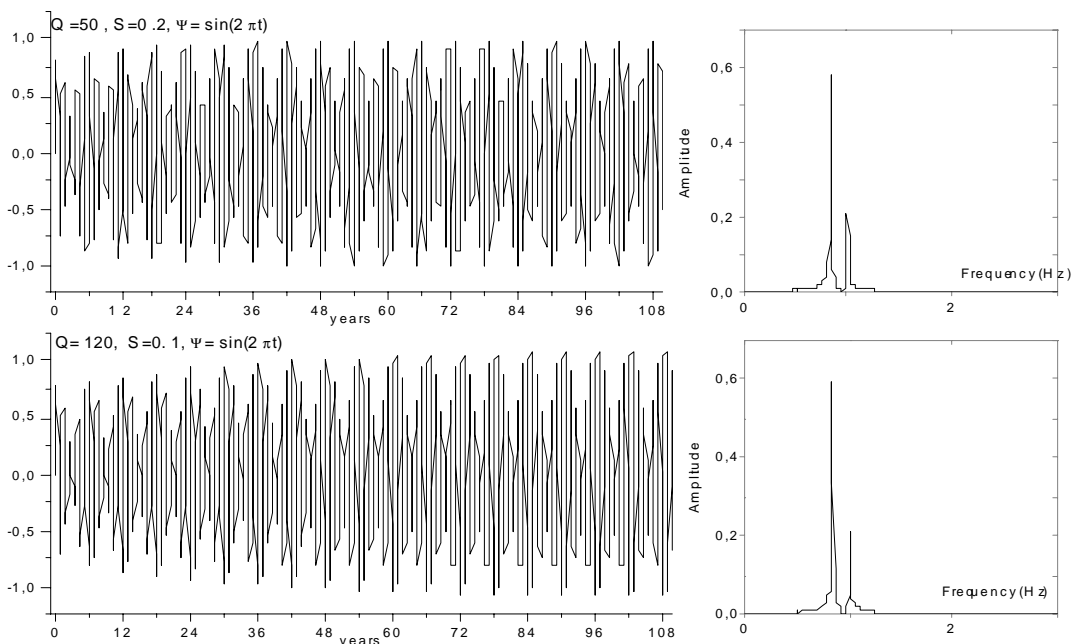 Q =50 , S=0 .2, Ψ = sin(2 πt)
1,0
0,5
0,0
-0,5
-1,0
0 12 24 36 48 60 72 84 96 108
years
0,6
0,4
0,2
0,0
Amplitude
Frequency(Hz)
0 2
Q= 120, S=0. 1, Ψ = sin(2 πt)
1,0
0,5
0,0
-0,5
-1,0
0 12 24 36 48 60 72 84 96 108
years
0,6
0,4
0,2
0,0
Ampltude
Frequency(Hz)
0 2